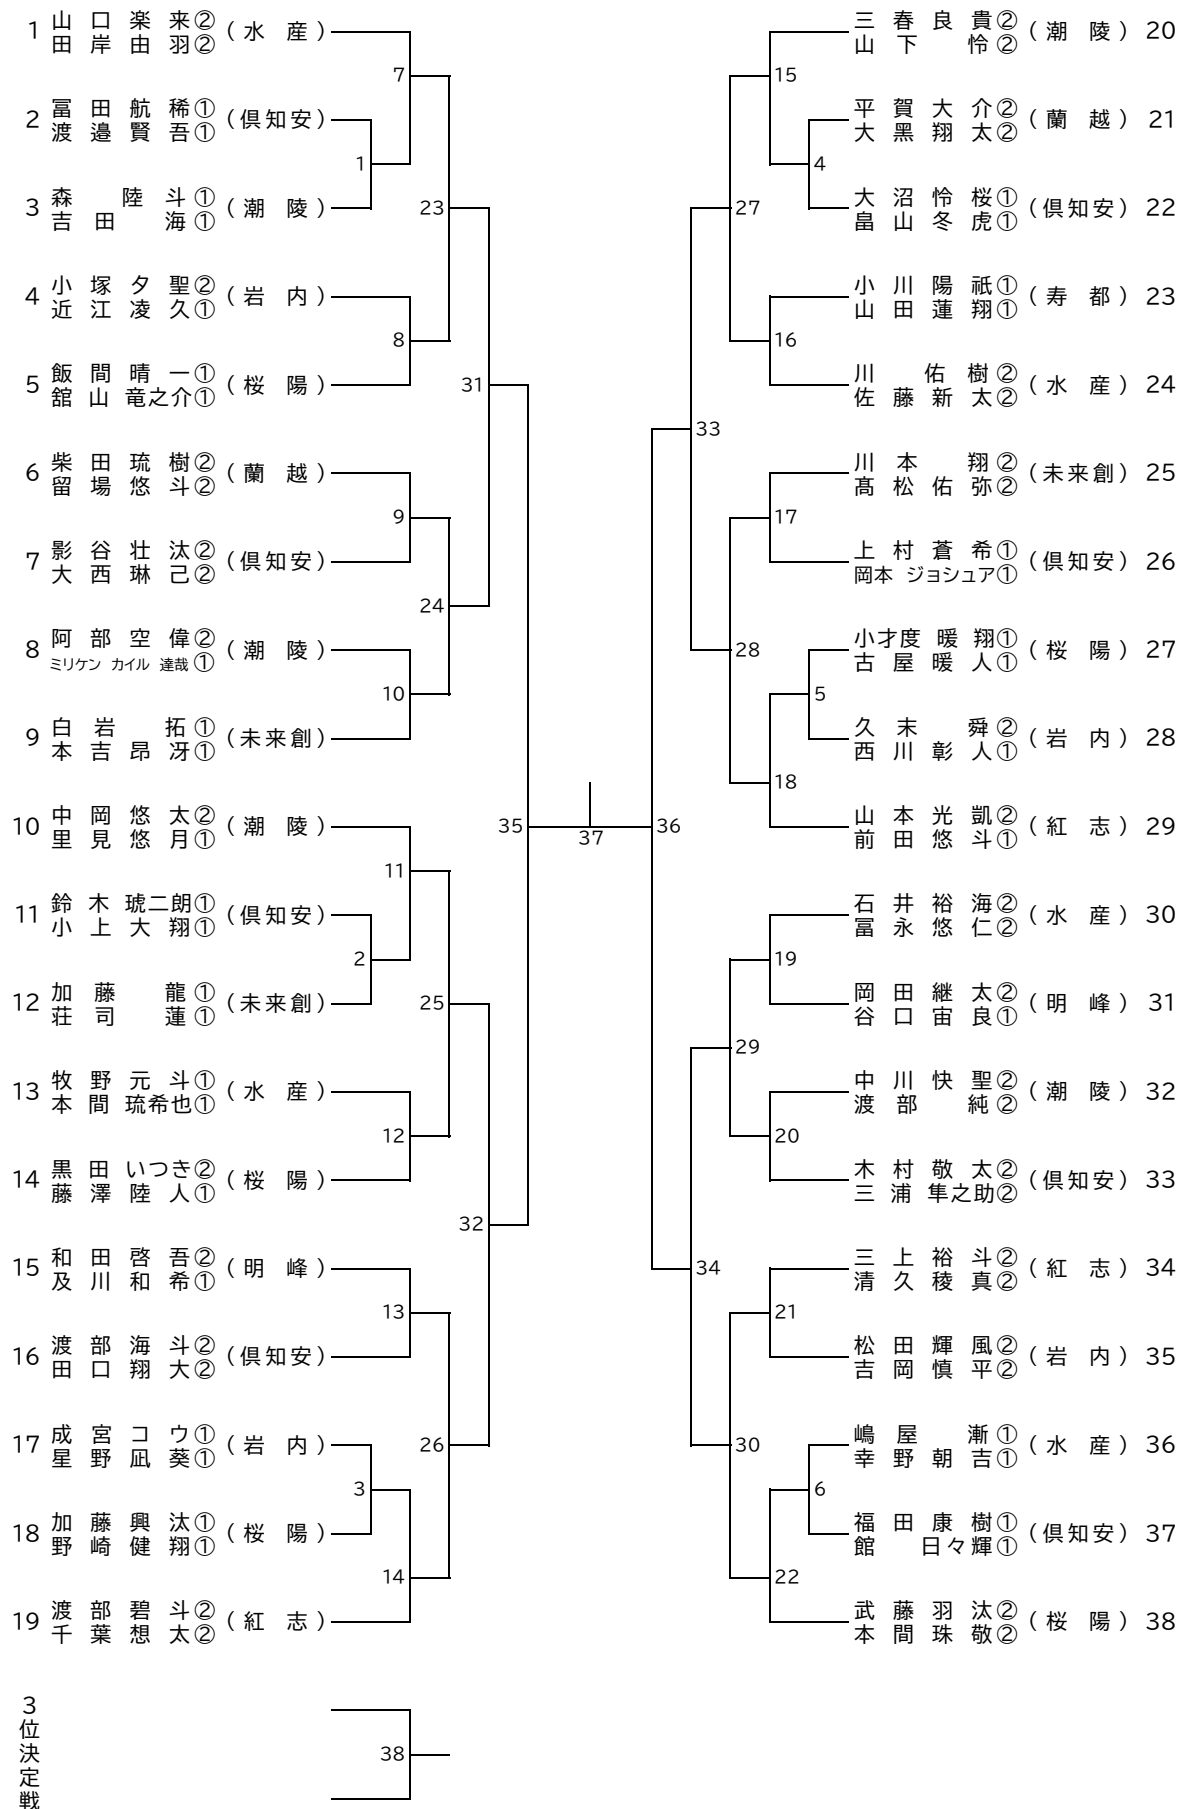 1 山口楽来② 田岸由羽② (水産)
2 冨田航稀① 渡邉賢吾① (倶知安)
3 森陸斗① 吉田海① (潮陵)
4 小塚夕聖② 近江凌久① (岩内)
5 飯間晴一① 舘山竜之介① (桜陽)
6 柴田琉樹② 留場悠斗② (蘭越)
7 影谷壮汰② 大西琳己② (倶知安)
8 阿部空偉② ミリケン カイル 達哉① (潮陵)
9 白岩拓① 本吉昂冴① (未来創)
10 中岡悠太② 里見悠月① (潮陵)
11 鈴木琥二朗① 小上大翔① (倶知安)
12 加藤龍① 荘司蓮① (未来創)
13 牧野元斗① 本間琉希也① (水産)
14 黒田いつき② 藤澤陸人① (桜陽)
15 和田啓吾② 及川和希① (明峰)
16 渡部海斗② 田口翔大② (倶知安)
17 成宮コウ① 星野凪葵① (岩内)
18 加藤興汰① 野崎健翔① (桜陽)
19 渡部碧斗② 千葉想太② (紅志)
7
1
23
8
31
9
24
10
35
11
2
25
12
32
13
26
3
14
37
36
15
4
27
16
33
17
28
5
18
19
29
20
34
21
30
6
22
三春良貴② 山下怜② (潮陵) 20
平賀大介② 大黑翔太② (蘭越) 21
大沼怜桜① 畠山冬虎① (倶知安) 22
小川陽祇① 山田蓮翔① (寿都) 23
川佑樹② 佐藤新太② (水産) 24
川本翔② 髙松佑弥② (未来創) 25
上村蒼希① 岡本 ジョシュア① (倶知安) 26
小才度暖翔① 古屋暖人① (桜陽) 27
久末舜② 西川彰人① (岩内) 28
山本光凱② 前田悠斗① (紅志) 29
石井裕海② 冨永悠仁② (水産) 30
岡田継太② 谷口宙良① (明峰) 31
中川快聖② 渡部純② (潮陵) 32
木村敬太② 三浦隼之助② (倶知安) 33
三上裕斗② 清久稜真② (紅志) 34
松田輝風② 吉岡慎平② (岩内) 35
嶋屋漸① 幸野朝吉① (水産) 36
福田康樹① 館日々輝① (倶知安) 37
武藤羽汰② 本間珠敬② (桜陽) 38
3位決定戦
38